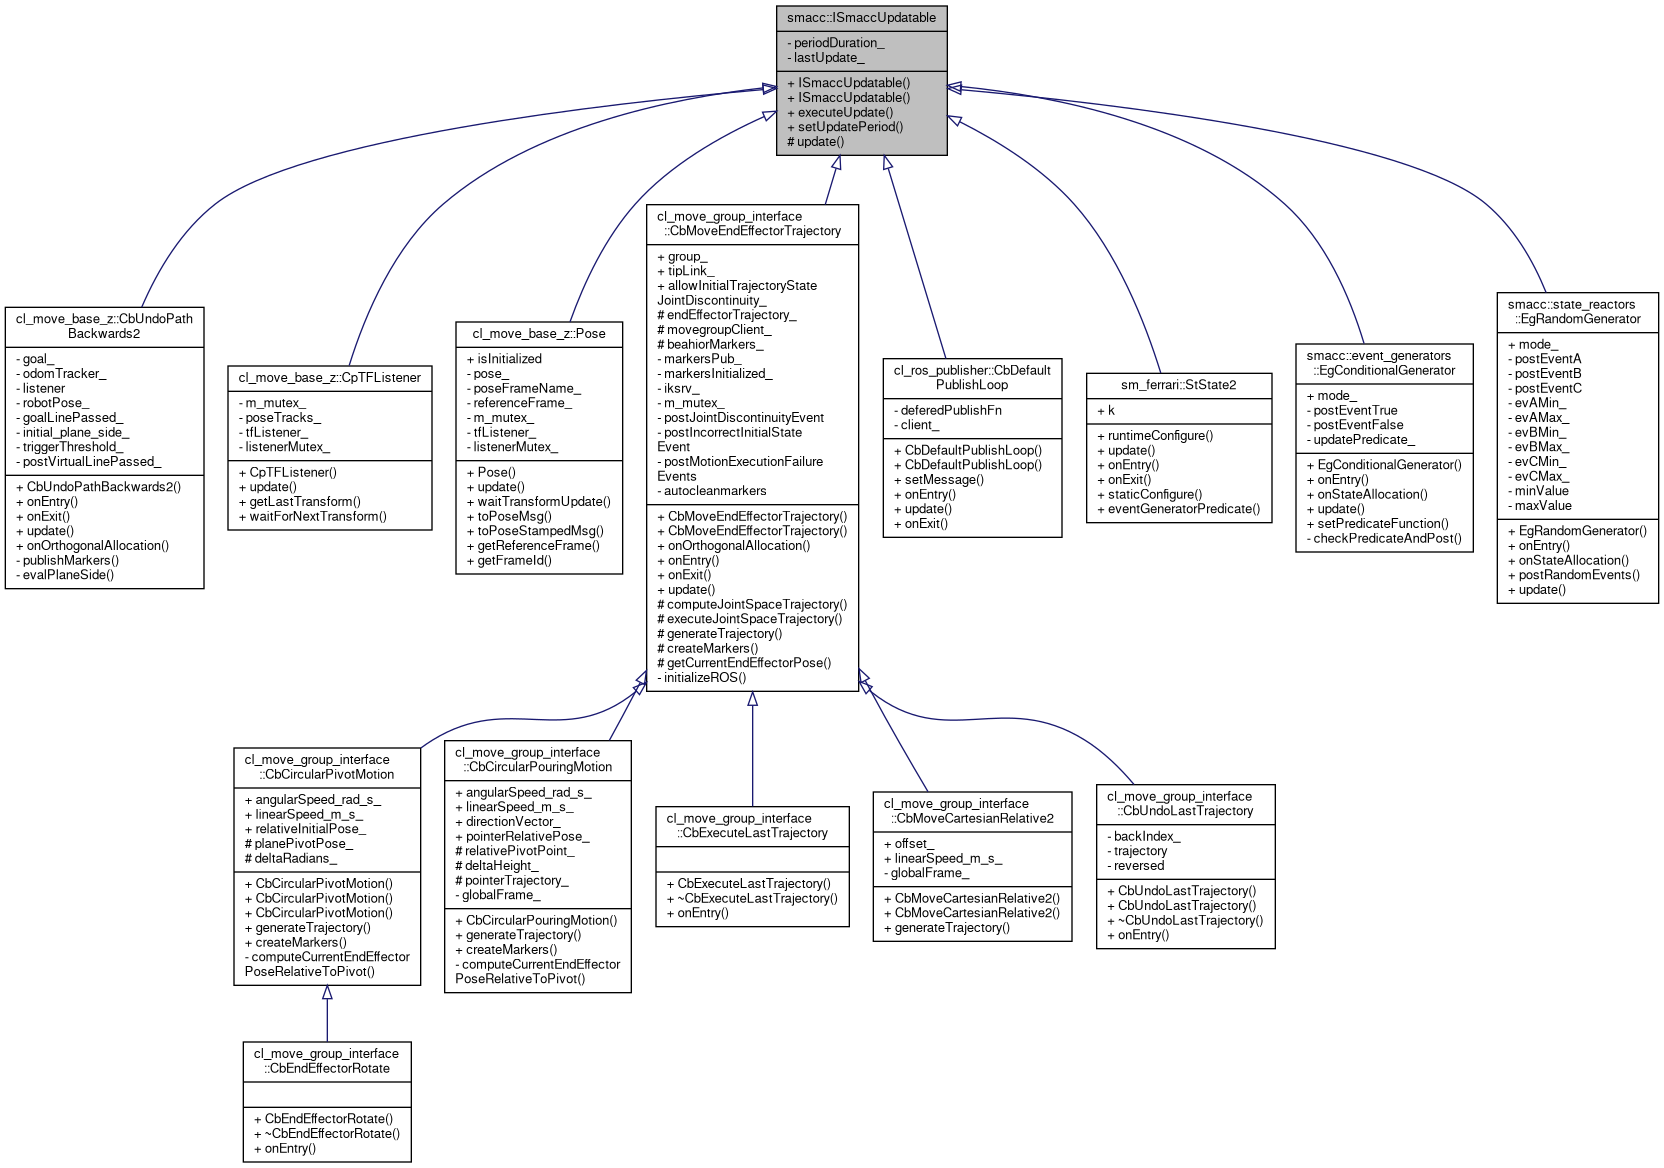 smacc::ISmaccUpdatable
- periodDuration_
- lastUpdate_
+ ISmaccUpdatable()
+ ISmaccUpdatable()
+ executeUpdate()
+ setUpdatePeriod()
# update()
cl_move_base_z::CbUndoPath
Backwards2
- goal_
- odomTracker_
- listener
- robotPose_
- goalLinePassed_
- initial_plane_side_
- triggerThreshold_
- postVirtualLinePassed_
+ CbUndoPathBackwards2()
+ onEntry()
+ onExit()
+ update()
+ onOrthogonalAllocation()
- publishMarkers()
- evalPlaneSide()
cl_move_base_z::CpTFListener
- m_mutex_
- poseTracks_
- tfListener_
- listenerMutex_
+ CpTFListener()
+ update()
+ getLastTransform()
+ waitForNextTransform()
cl_move_base_z::Pose
+ isInitialized
- pose_
- poseFrameName_
- referenceFrame_
- m_mutex_
- tfListener_
- listenerMutex_
+ Pose()
+ update()
+ waitTransformUpdate()
+ toPoseMsg()
+ toPoseStampedMsg()
+ getReferenceFrame()
+ getFrameId()
cl_move_group_interface
::CbMoveEndEffectorTrajectory
+ group_
+ tipLink_
+ allowInitialTrajectoryState
JointDiscontinuity_
# endEffectorTrajectory_
# movegroupClient_
# beahiorMarkers_
- markersPub_
- markersInitialized_
- iksrv_
- m_mutex_
- postJointDiscontinuityEvent
- postIncorrectInitialState
Event
- postMotionExecutionFailure
Events
- autocleanmarkers
+ CbMoveEndEffectorTrajectory()
+ CbMoveEndEffectorTrajectory()
+ onOrthogonalAllocation()
+ onEntry()
+ onExit()
+ update()
# computeJointSpaceTrajectory()
# executeJointSpaceTrajectory()
# generateTrajectory()
# createMarkers()
# getCurrentEndEffectorPose()
- initializeROS()
cl_ros_publisher::CbDefault
PublishLoop
- deferedPublishFn
- client_
+ CbDefaultPublishLoop()
+ CbDefaultPublishLoop()
+ setMessage()
+ onEntry()
+ update()
+ onExit()
sm_ferrari::StState2
+ k
+ runtimeConfigure()
+ update()
+ onEntry()
+ onExit()
+ staticConfigure()
+ eventGeneratorPredicate()
smacc::event_generators
::EgConditionalGenerator
+ mode_
- postEventTrue
- postEventFalse
- updatePredicate_
+ EgConditionalGenerator()
+ onEntry()
+ onStateAllocation()
+ update()
+ setPredicateFunction()
- checkPredicateAndPost()
smacc::state_reactors
::EgRandomGenerator
+ mode_
- postEventA
- postEventB
- postEventC
- evAMin_
- evAMax_
- evBMin_
- evBMax_
- evCMin_
- evCMax_
- minValue
- maxValue
+ EgRandomGenerator()
+ onEntry()
+ onStateAllocation()
+ postRandomEvents()
+ update()
cl_move_group_interface
::CbCircularPivotMotion
+ angularSpeed_rad_s_
+ linearSpeed_m_s_
+ relativeInitialPose_
# planePivotPose_
# deltaRadians_
+ CbCircularPivotMotion()
+ CbCircularPivotMotion()
+ CbCircularPivotMotion()
+ generateTrajectory()
+ createMarkers()
- computeCurrentEndEffector
PoseRelativeToPivot()
cl_move_group_interface
::CbCircularPouringMotion
+ angularSpeed_rad_s_
+ linearSpeed_m_s_
+ directionVector_
+ pointerRelativePose_
# relativePivotPoint_
# deltaHeight_
# pointerTrajectory_
- globalFrame_
+ CbCircularPouringMotion()
+ generateTrajectory()
+ createMarkers()
- computeCurrentEndEffector
PoseRelativeToPivot()
cl_move_group_interface
::CbExecuteLastTrajectory
+ CbExecuteLastTrajectory()
+ ~CbExecuteLastTrajectory()
+ onEntry()
cl_move_group_interface
::CbMoveCartesianRelative2
+ offset_
+ linearSpeed_m_s_
- globalFrame_
+ CbMoveCartesianRelative2()
+ CbMoveCartesianRelative2()
+ generateTrajectory()
cl_move_group_interface
::CbUndoLastTrajectory
- backIndex_
- trajectory
- reversed
+ CbUndoLastTrajectory()
+ CbUndoLastTrajectory()
+ ~CbUndoLastTrajectory()
+ onEntry()
cl_move_group_interface
::CbEndEffectorRotate
+ CbEndEffectorRotate()
+ ~CbEndEffectorRotate()
+ onEntry()